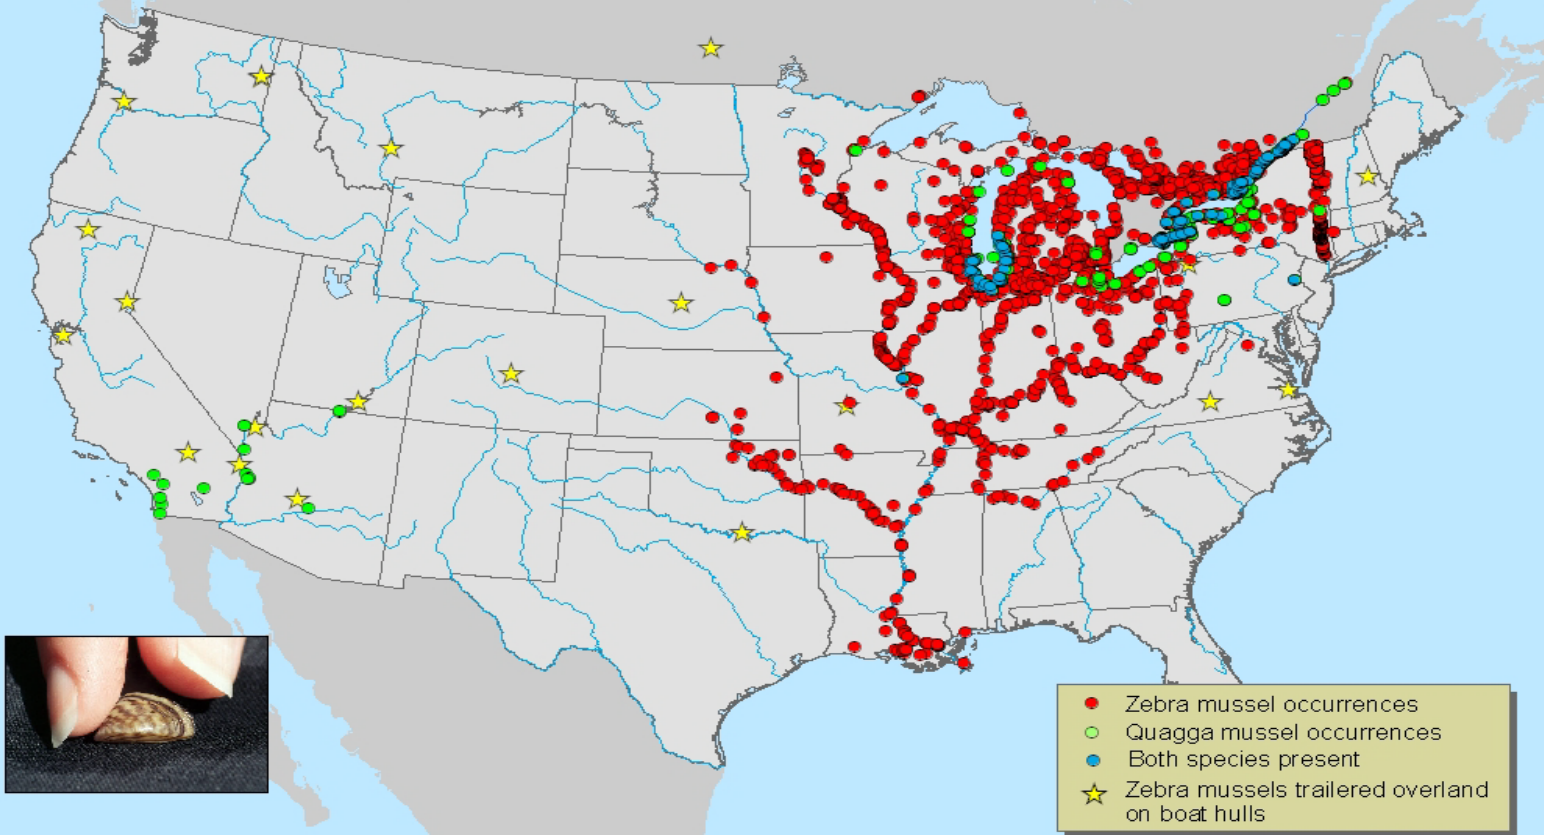 Zebra mussel occurrences
Quagga mussel occurrences
Both species present
Zebra mussels trailered overland
on boat hulls